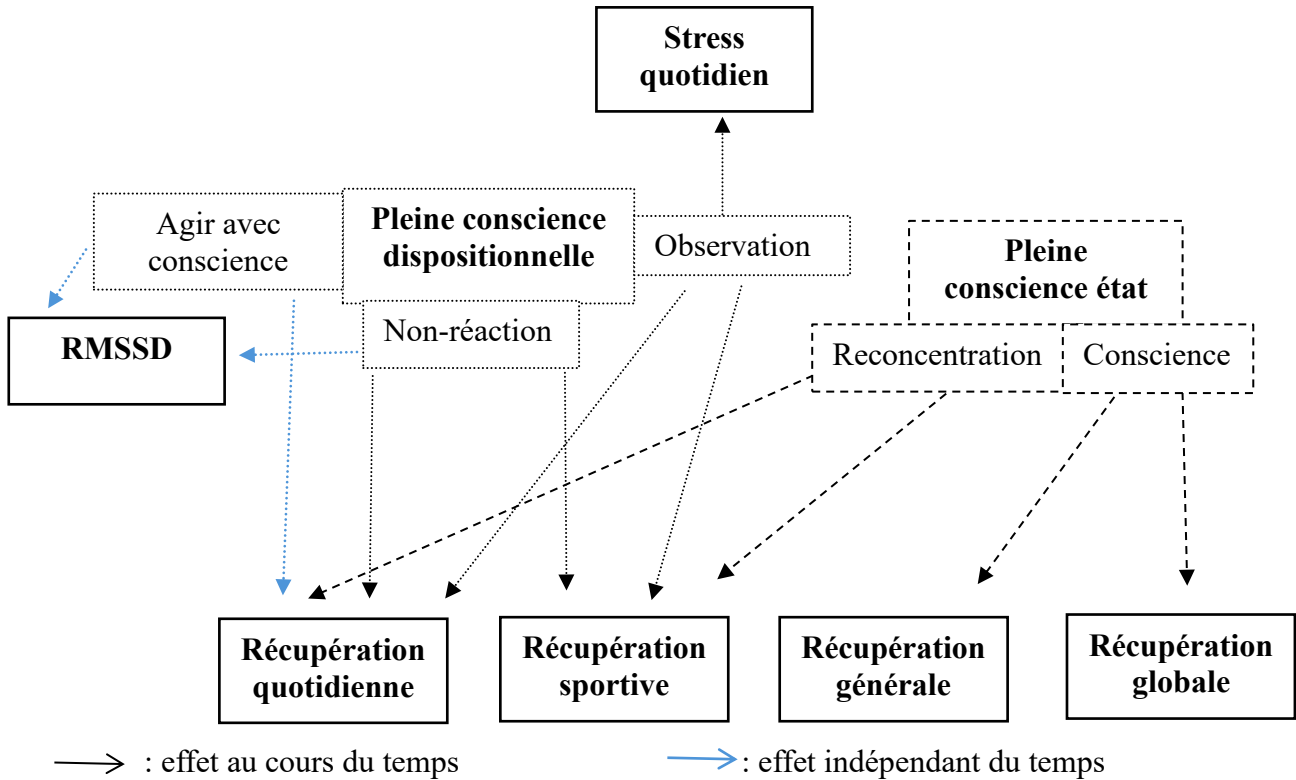 Stress
quotidien
Agir avec
conscience
Pleine conscience
dispositionnelle
Observation
Pleine
conscience état
RMSSD
Non-réaction
Reconcentration
Conscience
Récupération
quotidienne
Récupération
sportive
Récupération
générale
Récupération
globale
: effet au cours du temps
: effet indépendant du temps